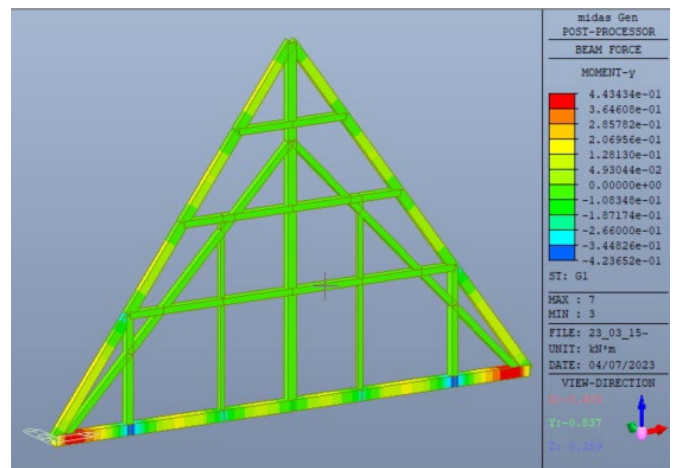 midas Gen
POST-PROCESSOR
BEAM FORCE
MOMENT-y
4.43434e-01
3.64608e-01
2.85782e-01
2.06956e-01
1.28130e-01
4.93044e-02
0.00000e+00
-1.08348e-01
-1.87174e-01
-2.66000e-01
-3.44826e-01
-4.23652e-01
ST: G1
MAX : 7
MIN : 3
FILE: 23_03_15~
UNIT: kN*m
DATE: 04/07/2023
VIEW-DIRECTION
Y:-0.837
Z: 0.259